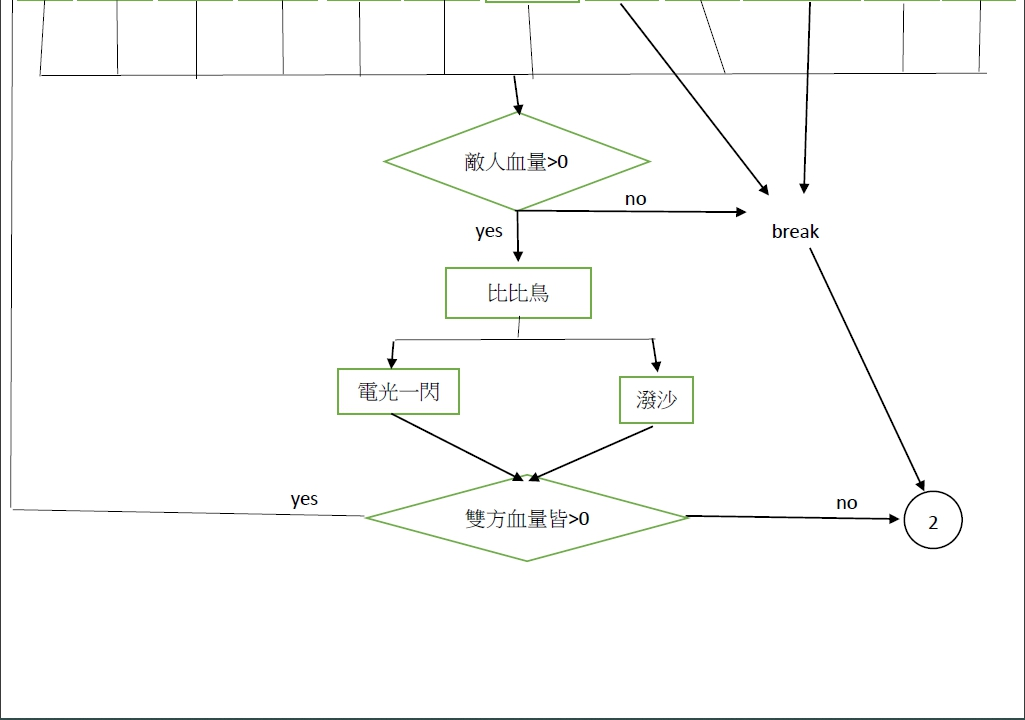 敵人血量>0
no
yes
break
比比鳥
電光一閃
潑沙
yes
雙方血量皆>0
no
2